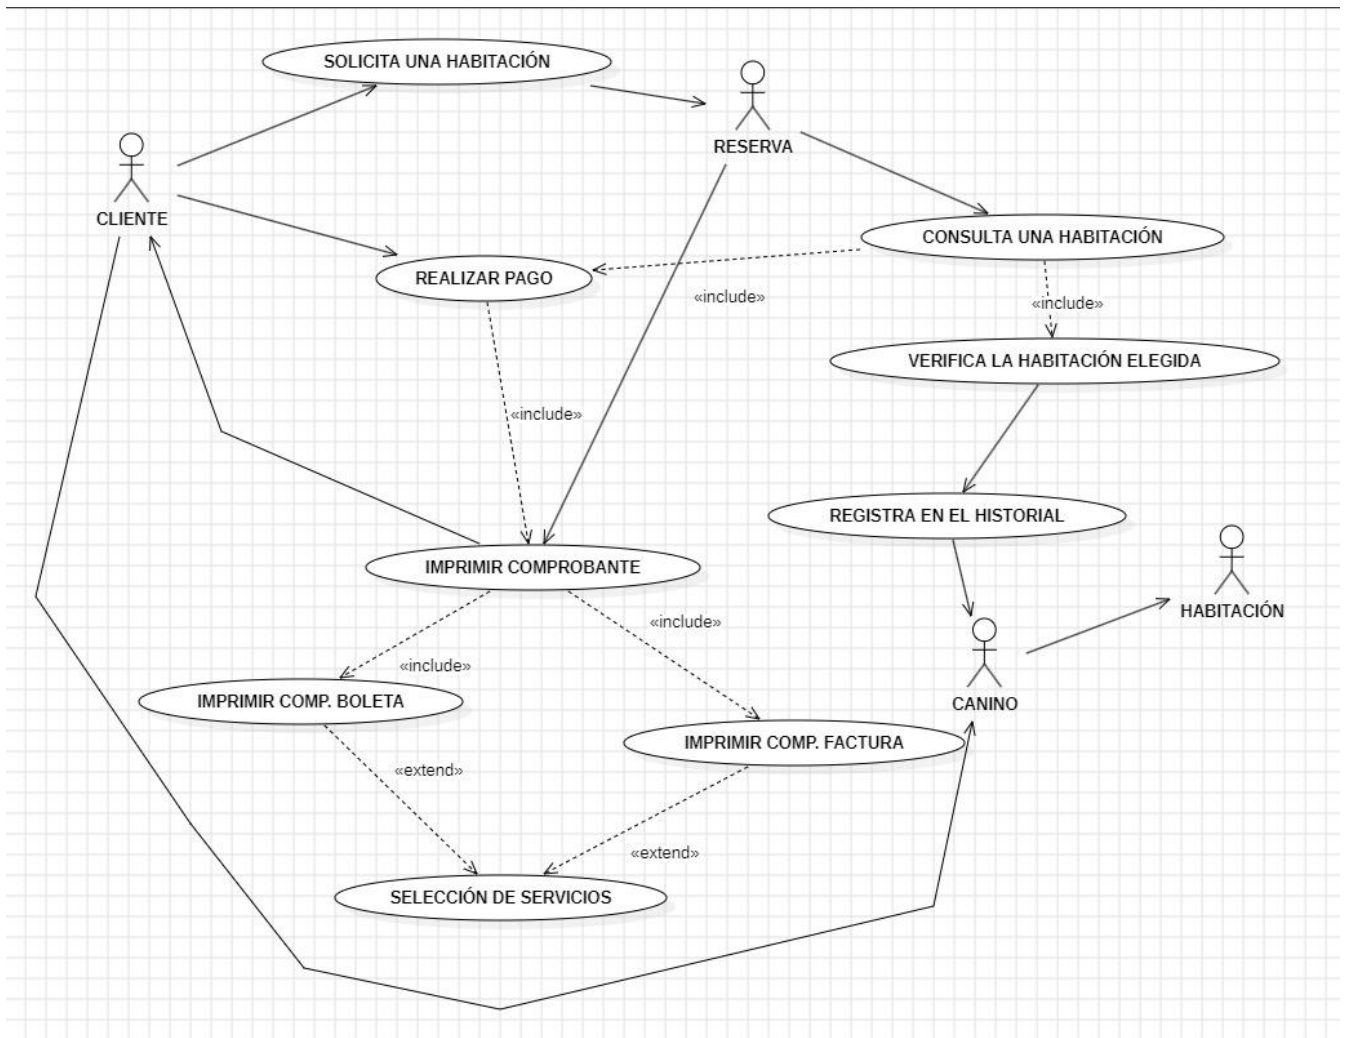 SOLICITA UNA HABITACIÓN
RESERVA
CLIENTE
CONSULTA UNA HABITACIÓN
REALIZAR PAGO
«include»
«include»
VERIFICA LA HABITACIÓN ELEGIDA
«include»
REGISTRA EN EL HISTORIAL
IMPRIMIR COMPROBANTE
HABITACIÓN
«include»
«include»
IMPRIMIR COMP. BOLETA
CANINO
IMPRIMIR COMP. FACTURA
«extend»
«extend»
SELECCIÓN DE SERVICIOS